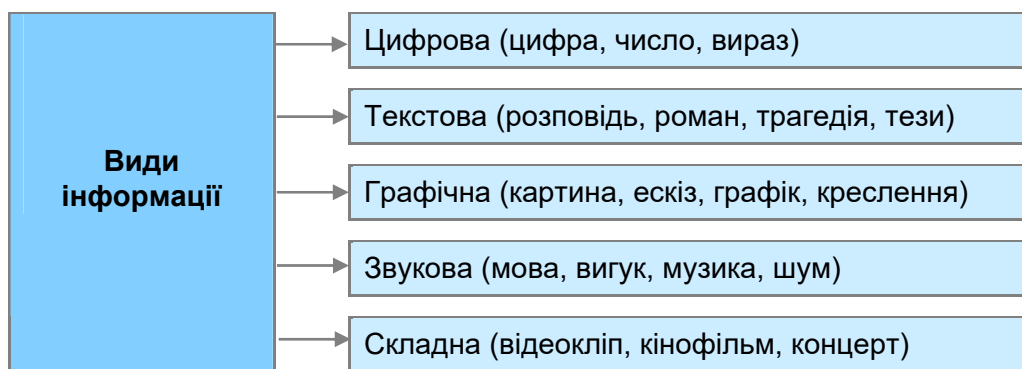 Види
інформації
Цифрова (цифра, число, вираз)
Текстова (розповідь, роман, трагедія, тези)
Графічна (картина, ескіз, графік, креслення)
Звукова (мова, вигук, музика, шум)
Складна (відеокліп, кінофільм, концерт)